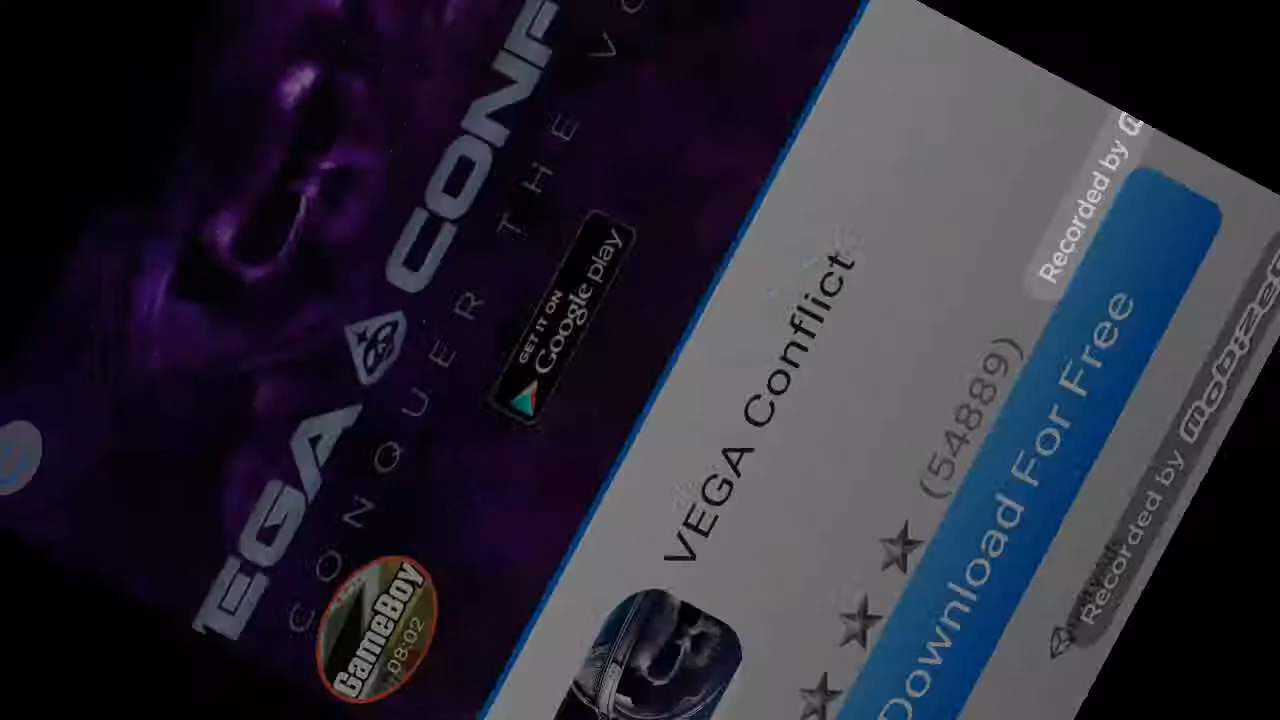 EGA CONF
CONQUER THE V
GET IT ON
Google play
GameBoy
08:02
VEGA Conflict
(54889)
Download For Free
Recorded by
Recorded by